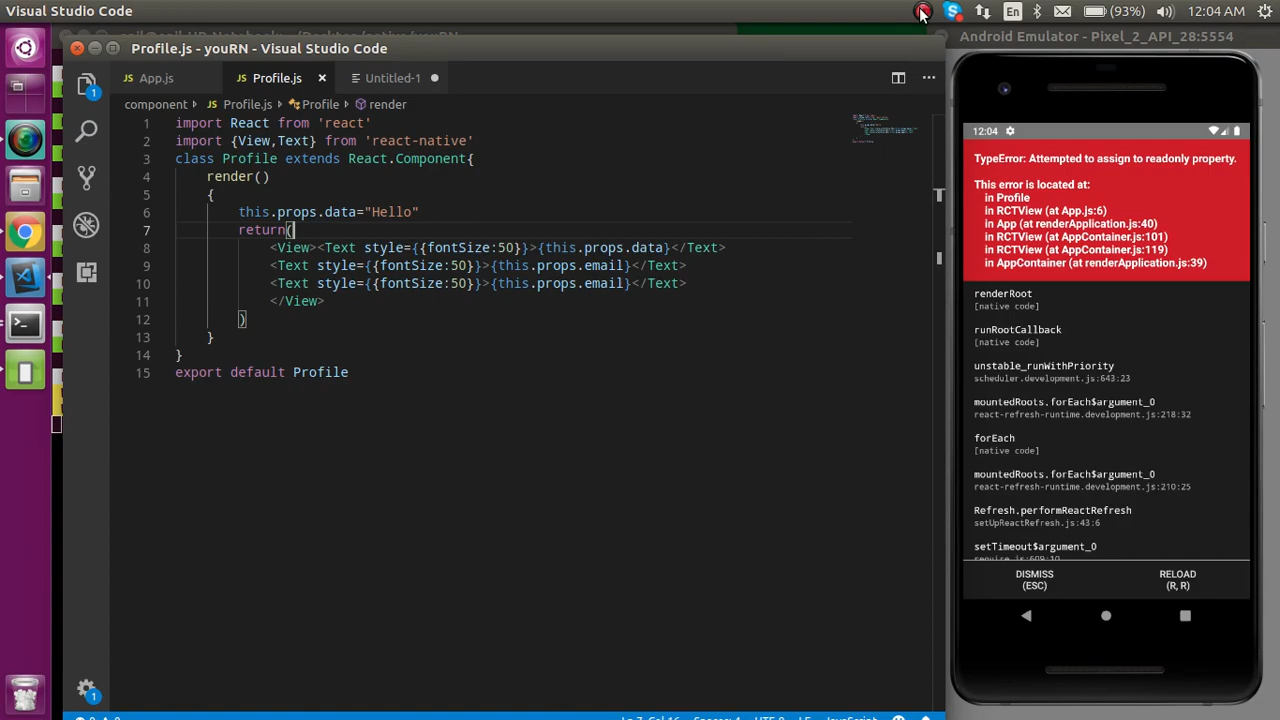 Visual Studio Code
En
(93%)
12:04 AM
Profile.js - youRN - Visual Studio Code
Android Emulator - Pixel_2_API_28:5554
JS App.js
JS Profile.js ×
Untitled-1
component › JS Profile.js › Profile › render
1 import React from 'react'
2 import {View,Text} from 'react-native'
3 class Profile extends React.Component{
4 render()
5 {
6 this.props.data="Hello"
7 return(
8 <View><Text style={{fontSize:50}}>{this.props.data}</Text>
9 <Text style={{fontSize:50}}>{this.props.email}</Text>
10 <Text style={{fontSize:50}}>{this.props.email}</Text>
11 </View>
12 )
13 }
14 }
15 export default Profile
1
1
12:04
TypeError: Attempted to assign to readonly property.
This error is located at:
in Profile
in RCTView (at App.js:6)
in App (at renderApplication.js:40)
in RCTView (at AppContainer.js:101)
in RCTView (at AppContainer.js:119)
in AppContainer (at renderApplication.js:39)
renderRoot
[native code]
runRootCallback
[native code]
unstable_runWithPriority
scheduler.development.js:643:23
mountedRoots.forEach$argument_0
react-refresh-runtime.development.js:218:32
forEach
[native code]
mountedRoots.forEach$argument_0
react-refresh-runtime.development.js:210:25
Refresh.performReactRefresh
setUpReactRefresh.js:43:6
setTimeout$argument_0
DISMISS
(ESC)
RELOAD
(R, R)